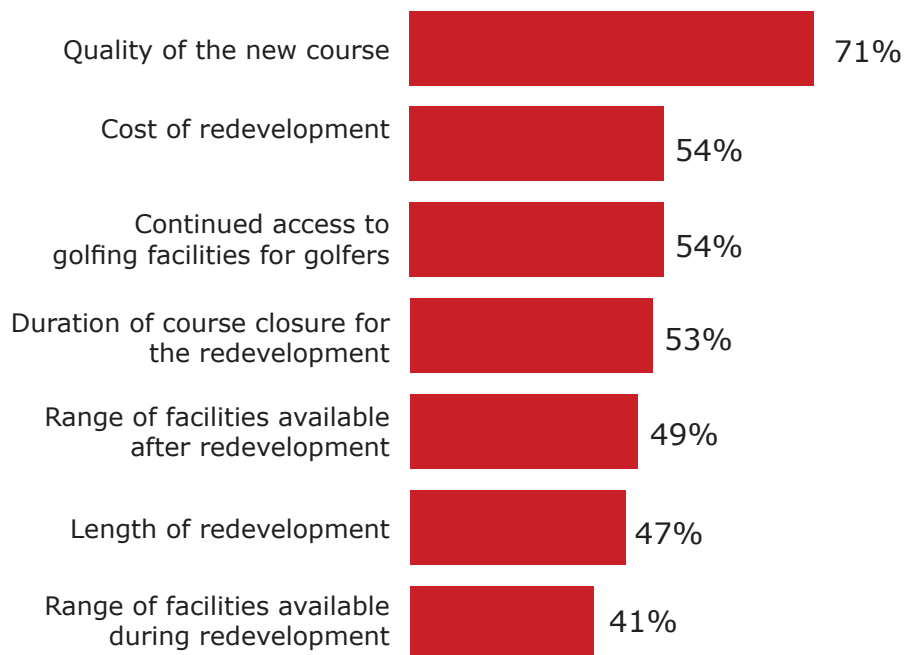 Quality of the new course
71%
Cost of redevelopment
54%
Continued access to
golfing facilities for golfers
54%
Duration of course closure for
the redevelopment
53%
Range of facilities available
after redevelopment
49%
Length of redevelopment
47%
Range of facilities available
during redevelopment
41%